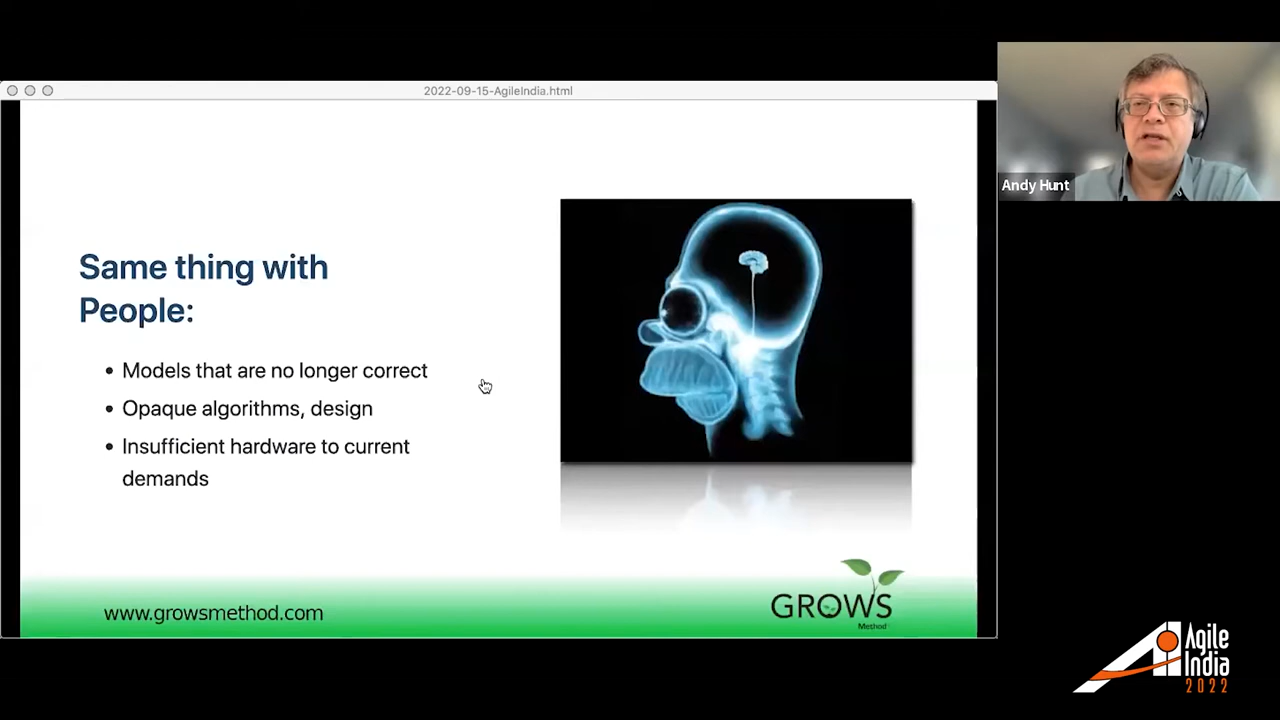 2022-09-15-AgileIndia.html
Andy Hunt
Same thing with
People:
• Models that are no longer correct
• Opaque algorithms, design
• Insufficient hardware to current
demands
www.growsmethod.com
GROWS
Method
Agile
India
2022